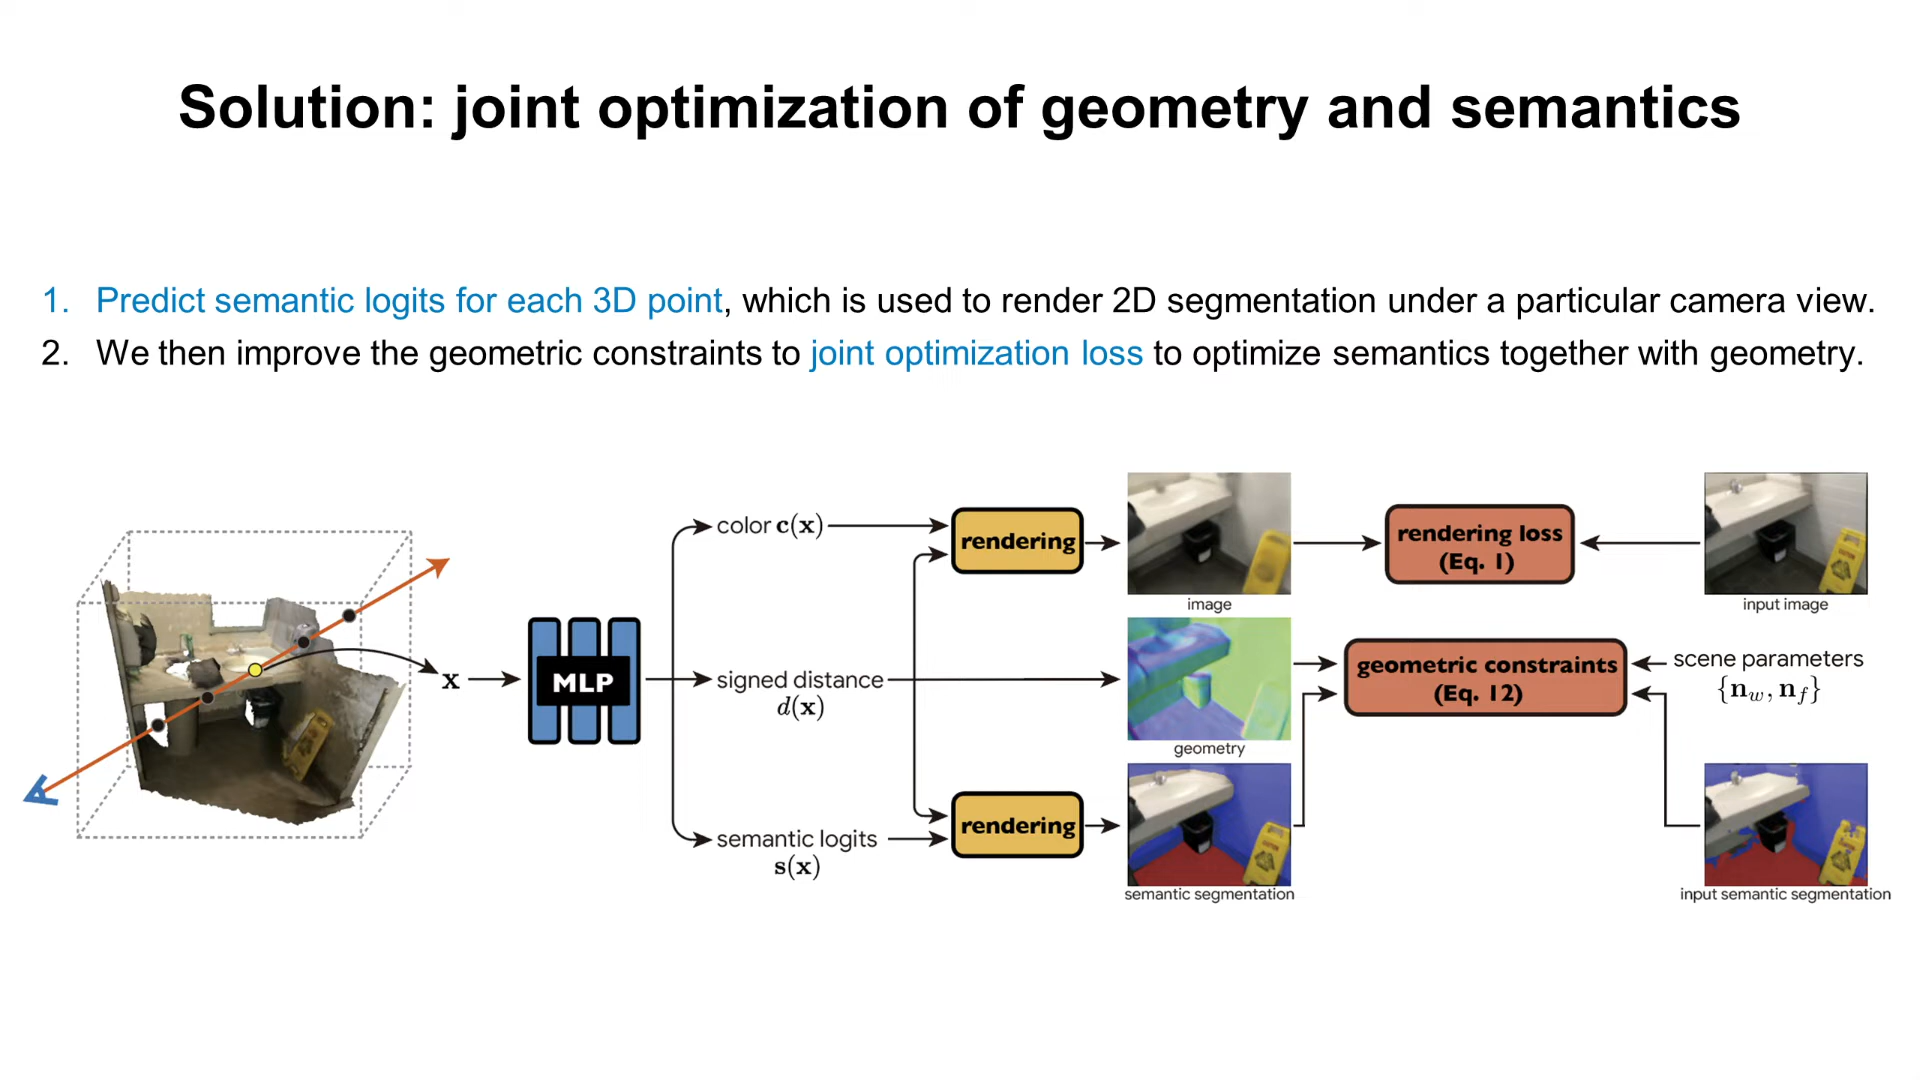 Solution: joint optimization of geometry and semantics
1. Predict semantic logits for each 3D point, which is used to render 2D segmentation under a particular camera view.
2. We then improve the geometric constraints to joint optimization loss to optimize semantics together with geometry.
x
MLP
color c(x)
signed distance
d(x)
semantic logits
s(x)
rendering
rendering
image
geometry
semantic segmentation
rendering loss
(Eq. 1)
geometric constraints
(Eq. 12)
input image
scene parameters
{n_w, n_f}
input semantic segmentation